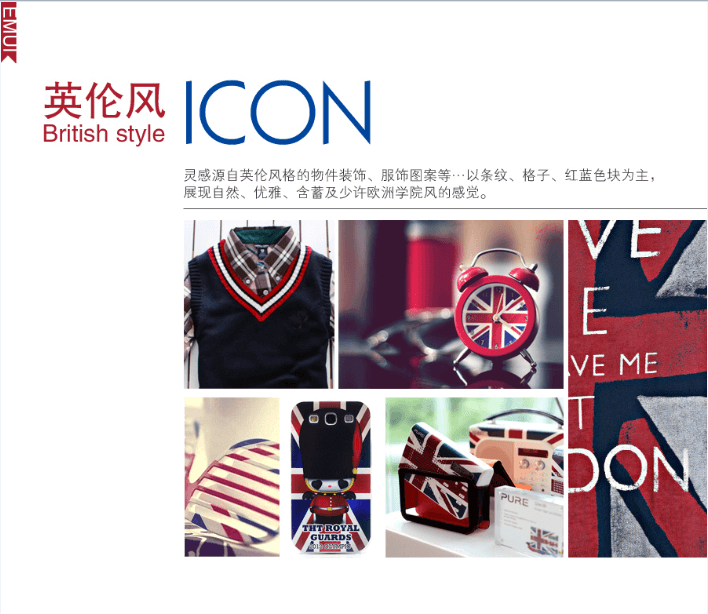 EMUI
英伦风
British style
ICON
灵感源自英伦风格的物件装饰、服饰图案等…以条纹、格子、红蓝色块为主，
展现自然、优雅、含蓄及少许欧洲学院风的感觉。
VE
E
AVE ME
T
DON
THT ROYAL
GUARDS
PURE